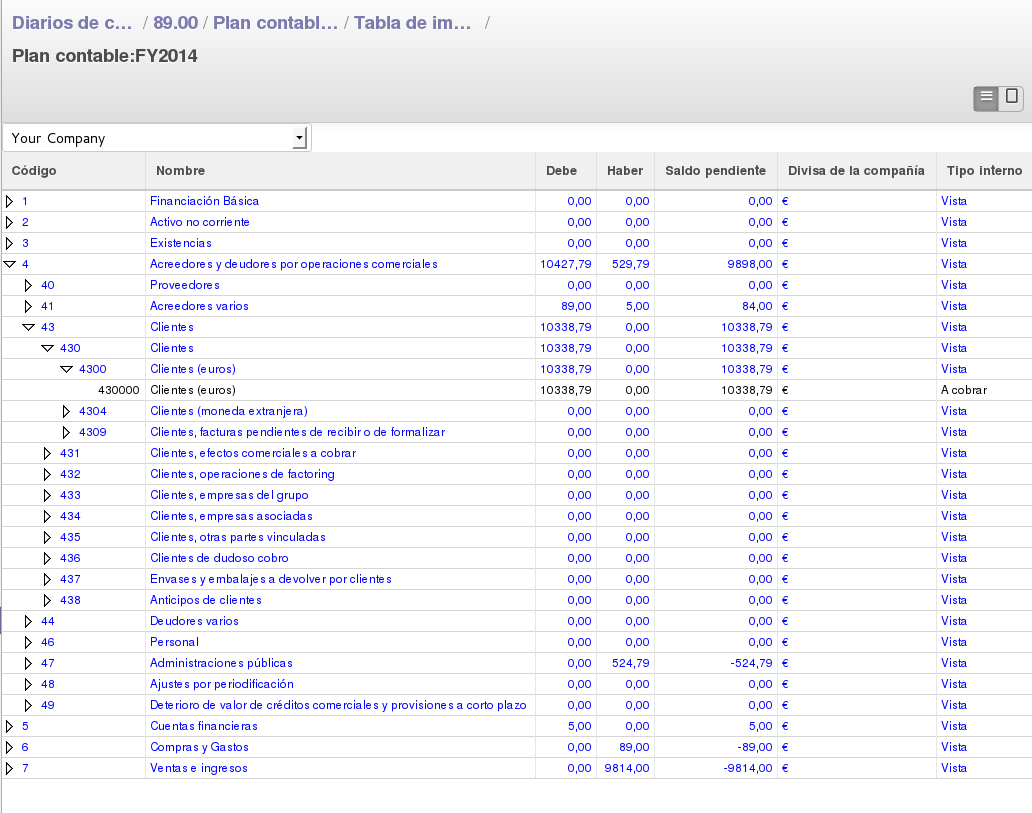 Diarios de c... / 89.00 / Plan contabl... / Tabla de im... /
Plan contable:FY2014
Your Company
Código Nombre Debe Haber Saldo pendiente Divisa de la compañía Tipo interno
1 Financiación Básica 0,00 0,00 0,00 € Vista
2 Activo no corriente 0,00 0,00 0,00 € Vista
3 Existencias 0,00 0,00 0,00 € Vista
4 Acreedores y deudores por operaciones comerciales 10427,79 529,79 9898,00 € Vista
40 Proveedores 0,00 0,00 0,00 € Vista
41 Acreedores varios 89,00 5,00 84,00 € Vista
43 Clientes 10338,79 0,00 10338,79 € Vista
430 Clientes 10338,79 0,00 10338,79 € Vista
4300 Clientes (euros) 10338,79 0,00 10338,79 € Vista
430000 Clientes (euros) 10338,79 0,00 10338,79 € A cobrar
4304 Clientes (moneda extranjera) 0,00 0,00 0,00 € Vista
4309 Clientes, facturas pendientes de recibir o de formalizar 0,00 0,00 0,00 € Vista
431 Clientes, efectos comerciales a cobrar 0,00 0,00 0,00 € Vista
432 Clientes, operaciones de factoring 0,00 0,00 0,00 € Vista
433 Clientes, empresas del grupo 0,00 0,00 0,00 € Vista
434 Clientes, empresas asociadas 0,00 0,00 0,00 € Vista
435 Clientes, otras partes vinculadas 0,00 0,00 0,00 € Vista
436 Clientes de dudoso cobro 0,00 0,00 0,00 € Vista
437 Envases y embalajes a devolver por clientes 0,00 0,00 0,00 € Vista
438 Anticipos de clientes 0,00 0,00 0,00 € Vista
44 Deudores varios 0,00 0,00 0,00 € Vista
46 Personal 0,00 0,00 0,00 € Vista
47 Administraciones públicas 0,00 524,79 -524,79 € Vista
48 Ajustes por periodificación 0,00 0,00 0,00 € Vista
49 Deterioro de valor de créditos comerciales y provisiones a corto plazo 0,00 0,00 0,00 € Vista
5 Cuentas financieras 5,00 0,00 5,00 € Vista
6 Compras y Gastos 0,00 89,00 -89,00 € Vista
7 Ventas e ingresos 0,00 9814,00 -9814,00 € Vista